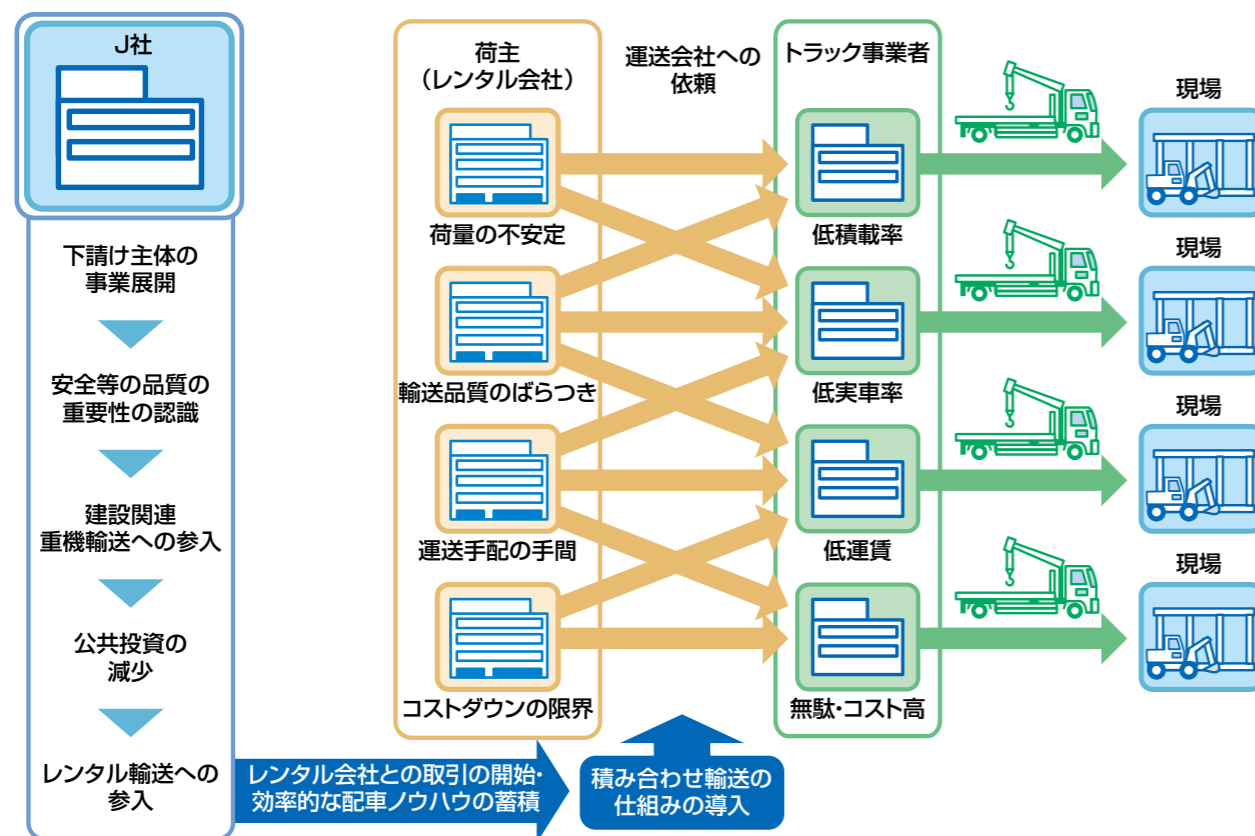 J社
下請け主体の
事業展開
安全等の品質の
重要性の認識
建設関連
重機輸送への参入
公共投資の
減少
レンタル輸送への
参入
レンタル会社との取引の開始・
効率的な配車ノウハウの蓄積
積み合わせ輸送の
仕組みの導入
荷主
（レンタル会社）
荷量の不安定
輸送品質のばらつき
運送手配の手間
コストダウンの限界
運送会社への
依頼
トラック事業者
低積載率
低実車率
低運賃
無駄・コスト高
現場
現場
現場
現場